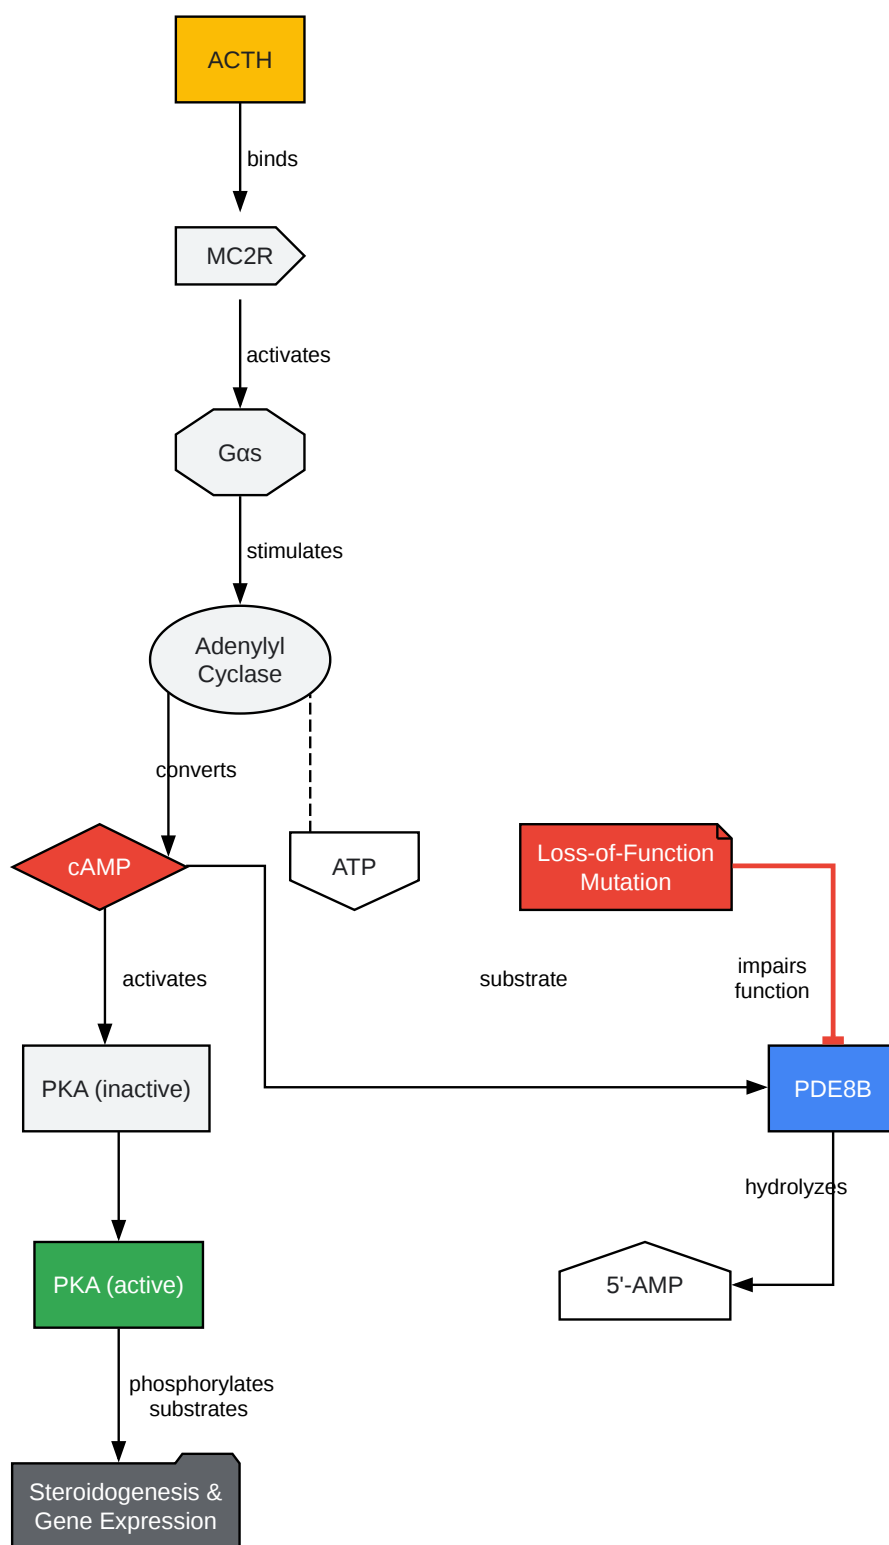 ACTH
binds
MC2R
activates
Gαs
stimulates
Adenylyl
Cyclase
converts
cAMP
ATP
Loss-of-Function
Mutation
activates
substrate
impairs
function
PKA (inactive)
PDE8B
hydrolyzes
PKA (active)
5'-AMP
phosphorylates
substrates
Steroidogenesis &
Gene Expression